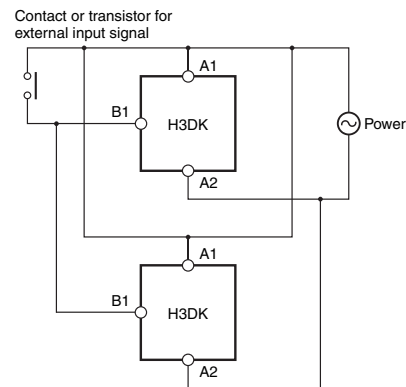 Contact or transistor for
external input signal
A1
B1
H3DK
Power
A2
A1
B1
H3DK
A2